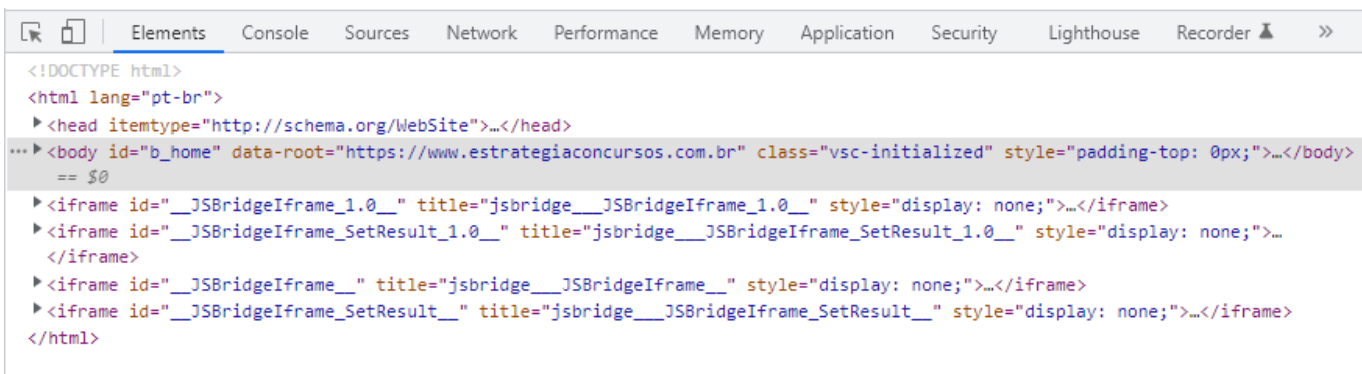 Elements Console Sources Network Performance Memory Application Security Lighthouse Recorder »
<!DOCTYPE html>
<html lang="pt-br">
<head itemtype="http://schema.org/WebSite">…</head>
<body id="b_home" data-root="https://www.estrategiaconcursos.com.br" class="vsc-initialized" style="padding-top: 0px;">…</body>
== $0
<iframe id="__JSBridgeIframe_1.0__" title="jsbridge___JSBridgeIframe_1.0__" style="display: none;">…</iframe>
<iframe id="__JSBridgeIframe_SetResult_1.0__" title="jsbridge___JSBridgeIframe_SetResult_1.0__" style="display: none;">…
</iframe>
<iframe id="__JSBridgeIframe__" title="jsbridge___JSBridgeIframe__" style="display: none;">…</iframe>
<iframe id="__JSBridgeIframe_SetResult__" title="jsbridge___JSBridgeIframe_SetResult__" style="display: none;">…</iframe>
</html>